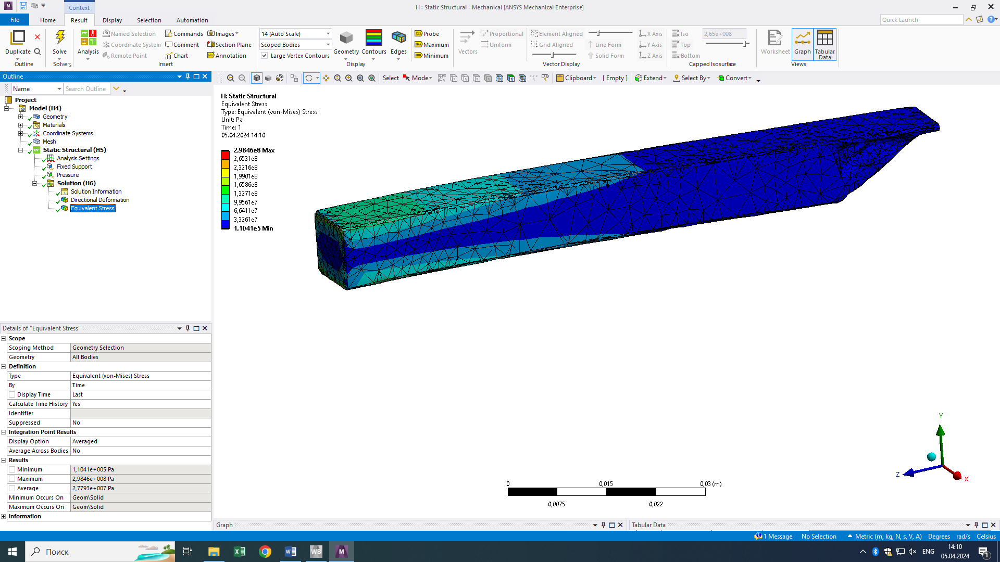 Context
H : Static Structural - Mechanical [ANSYS Mechanical Enterprise]
File
Home
Result
Display
Selection
Automation
Quick Launch
Duplicate
Outline
Solve
Solver
Analysis
Named Selection
Coordinate System
Remote Point
Commands
Comment
Chart
Images
Section Plane
Annotation
Insert
14 (Auto Scale)
Scoped Bodies
Large Vertex Contours
Geometry
Contours
Edges
Display
Probe
Maximum
Minimum
Vectors
Proportional
Uniform
Element Aligned
Grid Aligned
Line Form
Solid Form
X Axis
Y Axis
Z Axis
Vector Display
Iso
Top
Bottom
2,65e+008
Capped Isosurface
Worksheet
Graph
Tabular Data
Views
Outline
Name
Search Outline
Select
Mode
Clipboard
[ Empty ]
Extend
Select By
Convert
Project
Model (H4)
Geometry
Materials
Coordinate Systems
Mesh
Static Structural (H5)
Analysis Settings
Fixed Support
Pressure
Solution (H6)
Solution Information
Directional Deformation
Equivalent Stress
H: Static Structural
Equivalent Stress
Type: Equivalent (von-Mises) Stress
Unit: Pa
Time: 1
05.04.2024 14:10
2,9846e8 Max
2,6531e8
2,3216e8
1,9901e8
1,6586e8
1,3271e8
9,9561e7
6,6411e7
3,3261e7
1,1041e5 Min
Details of "Equivalent Stress"
Scope
Scoping Method Geometry Selection
Geometry All Bodies
Definition
Type Equivalent (von-Mises) Stress
By Time
Display Time Last
Calculate Time History Yes
Identifier
Suppressed No
Integration Point Results
Display Option Averaged
Average Across Bodies No
Results
Minimum 1,1041e+005 Pa
Maximum 2,9846e+008 Pa
Average 2,7793e+007 Pa
Minimum Occurs On Geom\Solid
Maximum Occurs On Geom\Solid
Information
0 0,015 0,03 (m)
0,0075 0,022
Y
Z
X
Graph
Tabular Data
1 Message
No Selection
Metric (m, kg, N, s, V, A)
Degrees
rad/s
Celsius
Поиск
WB
M
ENG
14:10
05.04.2024
1